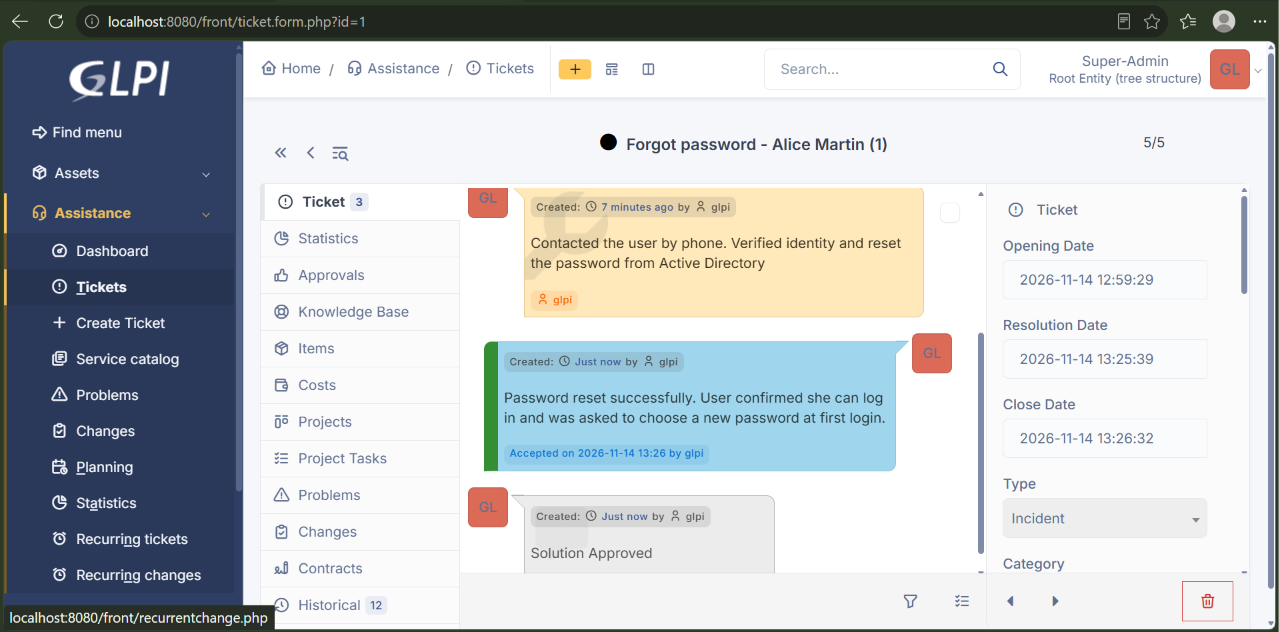 localhost:8080/front/ticket.form.php?id=1
GLPI
Find menu
Assets
Assistance
Dashboard
Tickets
Create Ticket
Service catalog
Problems
Changes
Planning
Statistics
Recurring tickets
Recurring changes
localhost:8080/front/recurrentchange.php
Home / Assistance / Tickets
Search...
Super-Admin
Root Entity (tree structure)
GL
Forgot password - Alice Martin (1)
5/5
Ticket 3
Statistics
Approvals
Knowledge Base
Items
Costs
Projects
Project Tasks
Problems
Changes
Contracts
Historical 12
GL
Created: 7 minutes ago by glpi
Contacted the user by phone. Verified identity and reset
the password from Active Directory
glpi
GL
Created: Just now by glpi
Password reset successfully. User confirmed she can log
in and was asked to choose a new password at first login.
Accepted on 2026-11-14 13:26 by glpi
GL
Created: Just now by glpi
Solution Approved
Ticket
Opening Date
2026-11-14 12:59:29
Resolution Date
2026-11-14 13:25:39
Close Date
2026-11-14 13:26:32
Type
Incident
Category